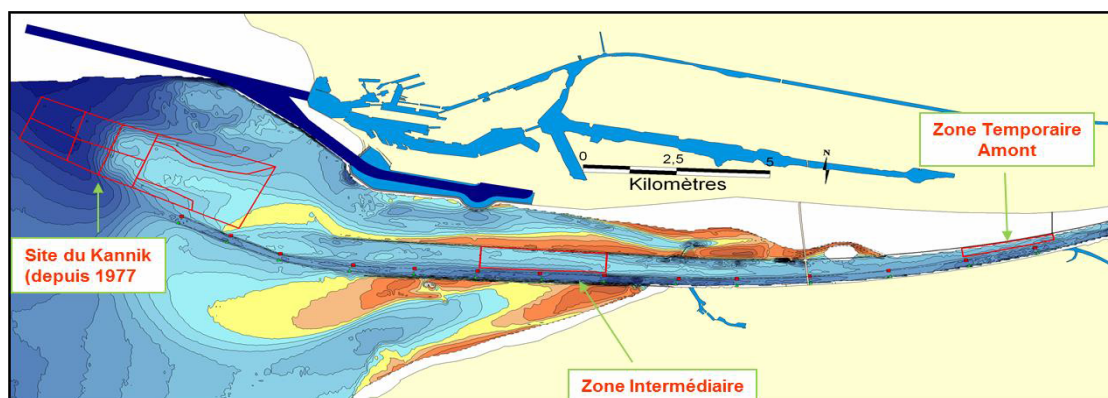 Zone Temporaire
Amont
N
0 2,5 5
Kilomètres
Site du Kannik
(depuis 1977
Zone Intermédiaire